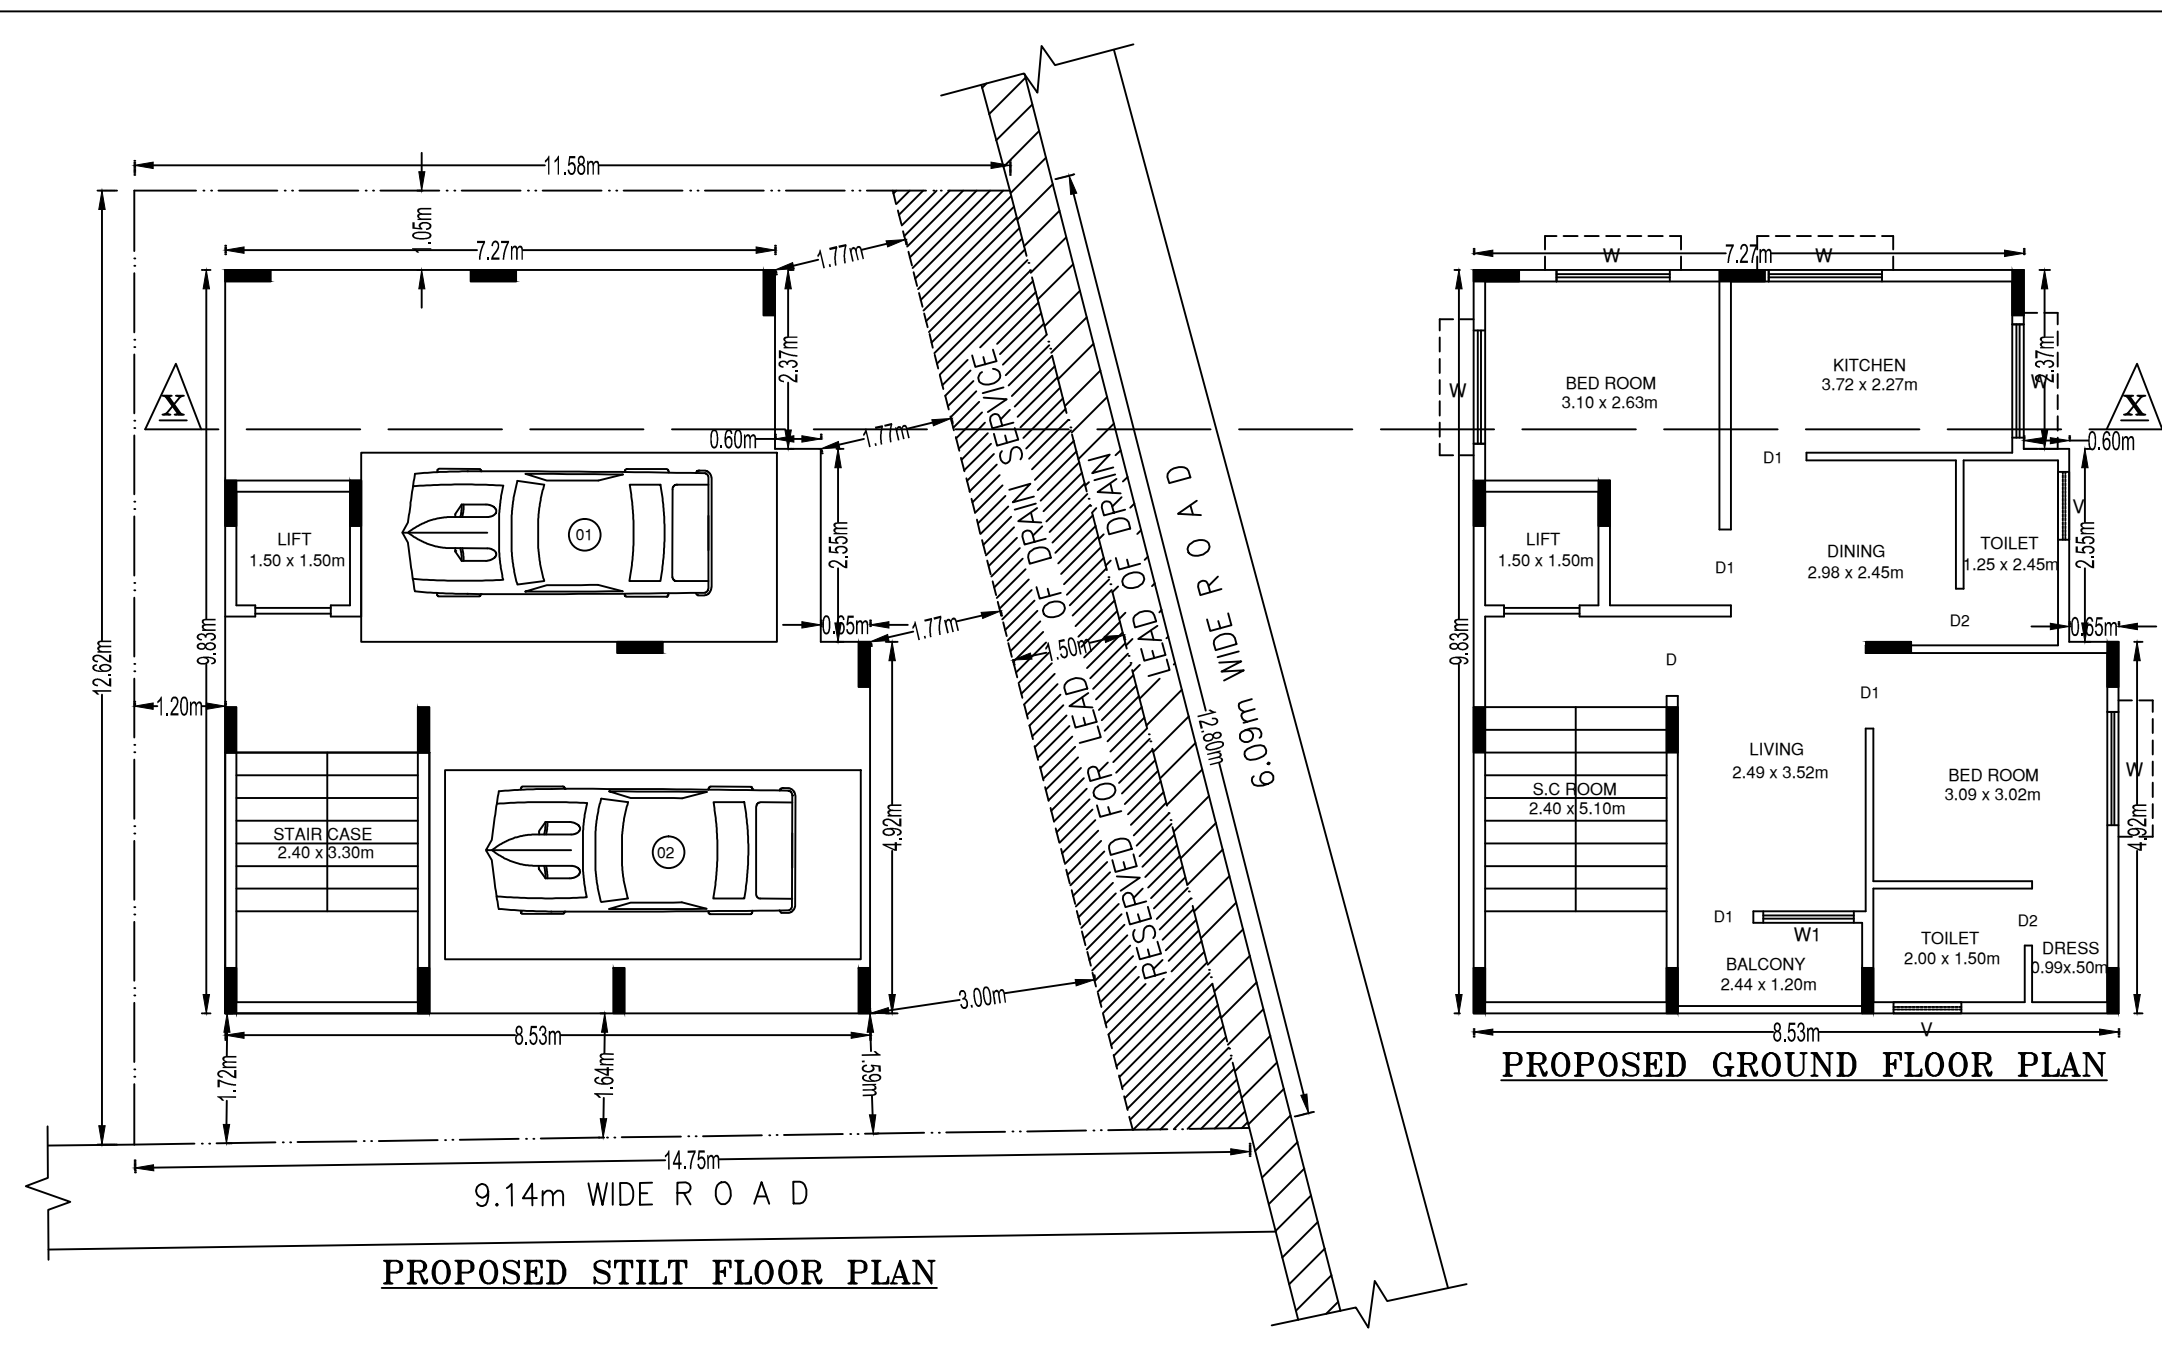 11.58m
1.05m
7.27m
1.77m
2.37m
X
0.60m
1.77m
LIFT
1.50 x 1.50m
01
2.55m
0.65m
1.77m
9.83m
12.62m
1.20m
STAIR CASE
2.40 x 3.30m
02
4.92m
3.00m
8.53m
1.72m
1.64m
1.59m
14.75m
9.14m WIDE R O A D
PROPOSED STILT FLOOR PLAN
RESERVED FOR LEAD OF DRAIN SERVICE
1.50m
LEAD OF DRAIN
12.80m
6.09m WIDE R O A D
W
7.27m
W
BED ROOM
3.10 x 2.63m
KITCHEN
3.72 x 2.27m
2.37m
W
W
X
0.60m
D1
LIFT
1.50 x 1.50m
D1
DINING
2.98 x 2.45m
TOILET
1.25 x 2.45m
V
2.55m
D2
0.65m
9.83m
D
D1
LIVING
2.49 x 3.52m
S.C ROOM
2.40 x 5.10m
BED ROOM
3.09 x 3.02m
W
4.92m
D1
W1
BALCONY
2.44 x 1.20m
TOILET
2.00 x 1.50m
D2
DRESS
0.99x.50m
8.53m
V
PROPOSED GROUND FLOOR PLAN